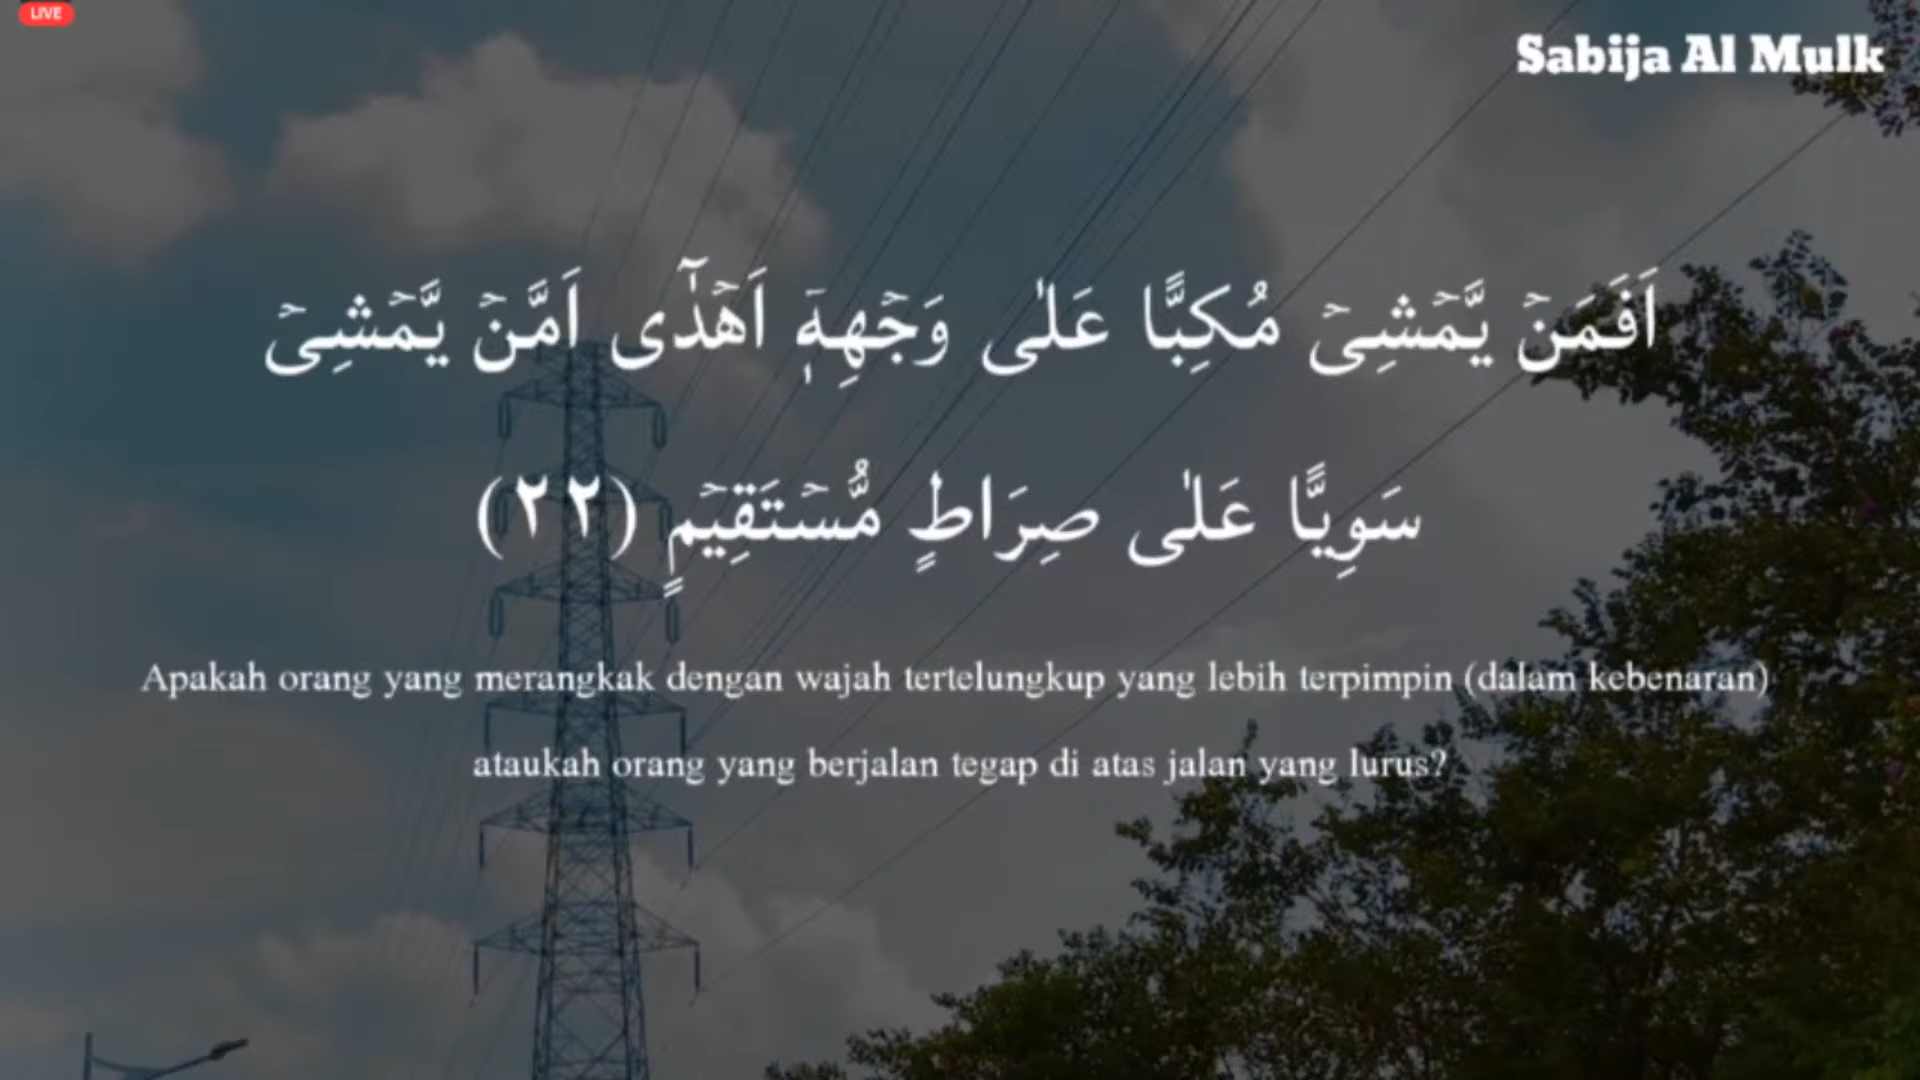 LIVE
Sabija Al Mulk
اَفَمَنْ يَّمْشِيْ مُكِبًّا عَلٰى وَجْهِهٖٓ اَهْدٰٓى اَمَّنْ يَّمْشِيْ
سَوِيًّا عَلٰى صِرَاطٍ مُّسْتَقِيْمٍ (٢٢)
Apakah orang yang merangkak dengan wajah tertelungkup yang lebih terpimpin (dalam kebenaran)
ataukah orang yang berjalan tegap di atas jalan yang lurus?